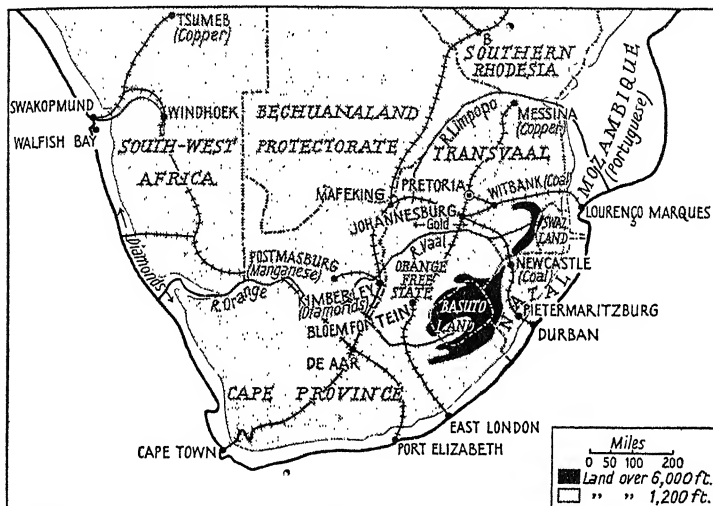 TSUMEB
(Copper)
B
SOUTHERN
RHODESIA
MOZAMBIQUE
(Portuguese)
SWAKOPMUND
WINDHOEK
WALFISH BAY
BECHUANALAND
PROTECTORATE
R.Limpopo
MESSINA
(Copper)
SOUTH-WEST
AFRICA
TRANSVAAL
MAFEKING
PRETORIA
WITBANK (Coal)
JOHANNESBURG
←Gold
LOURENÇO MARQUES
SWAZI
LAND
Diamonds
POSTMASBURG
(Manganese)
R.Vaal
NEWCASTLE
(Coal)
R.Orange
KIMBERLEY
(Diamonds)
ORANGE
FREE
STATE
BASUTO
LAND
NATAL
BLOEMFONTEIN
PIETERMARITZBURG
DURBAN
DE AAR
CAPE PROVINCE
EAST LONDON
CAPE TOWN
PORT ELIZABETH
Miles
0 50 100 200
Land over 6,000 ft.
" " 1,200 ft.